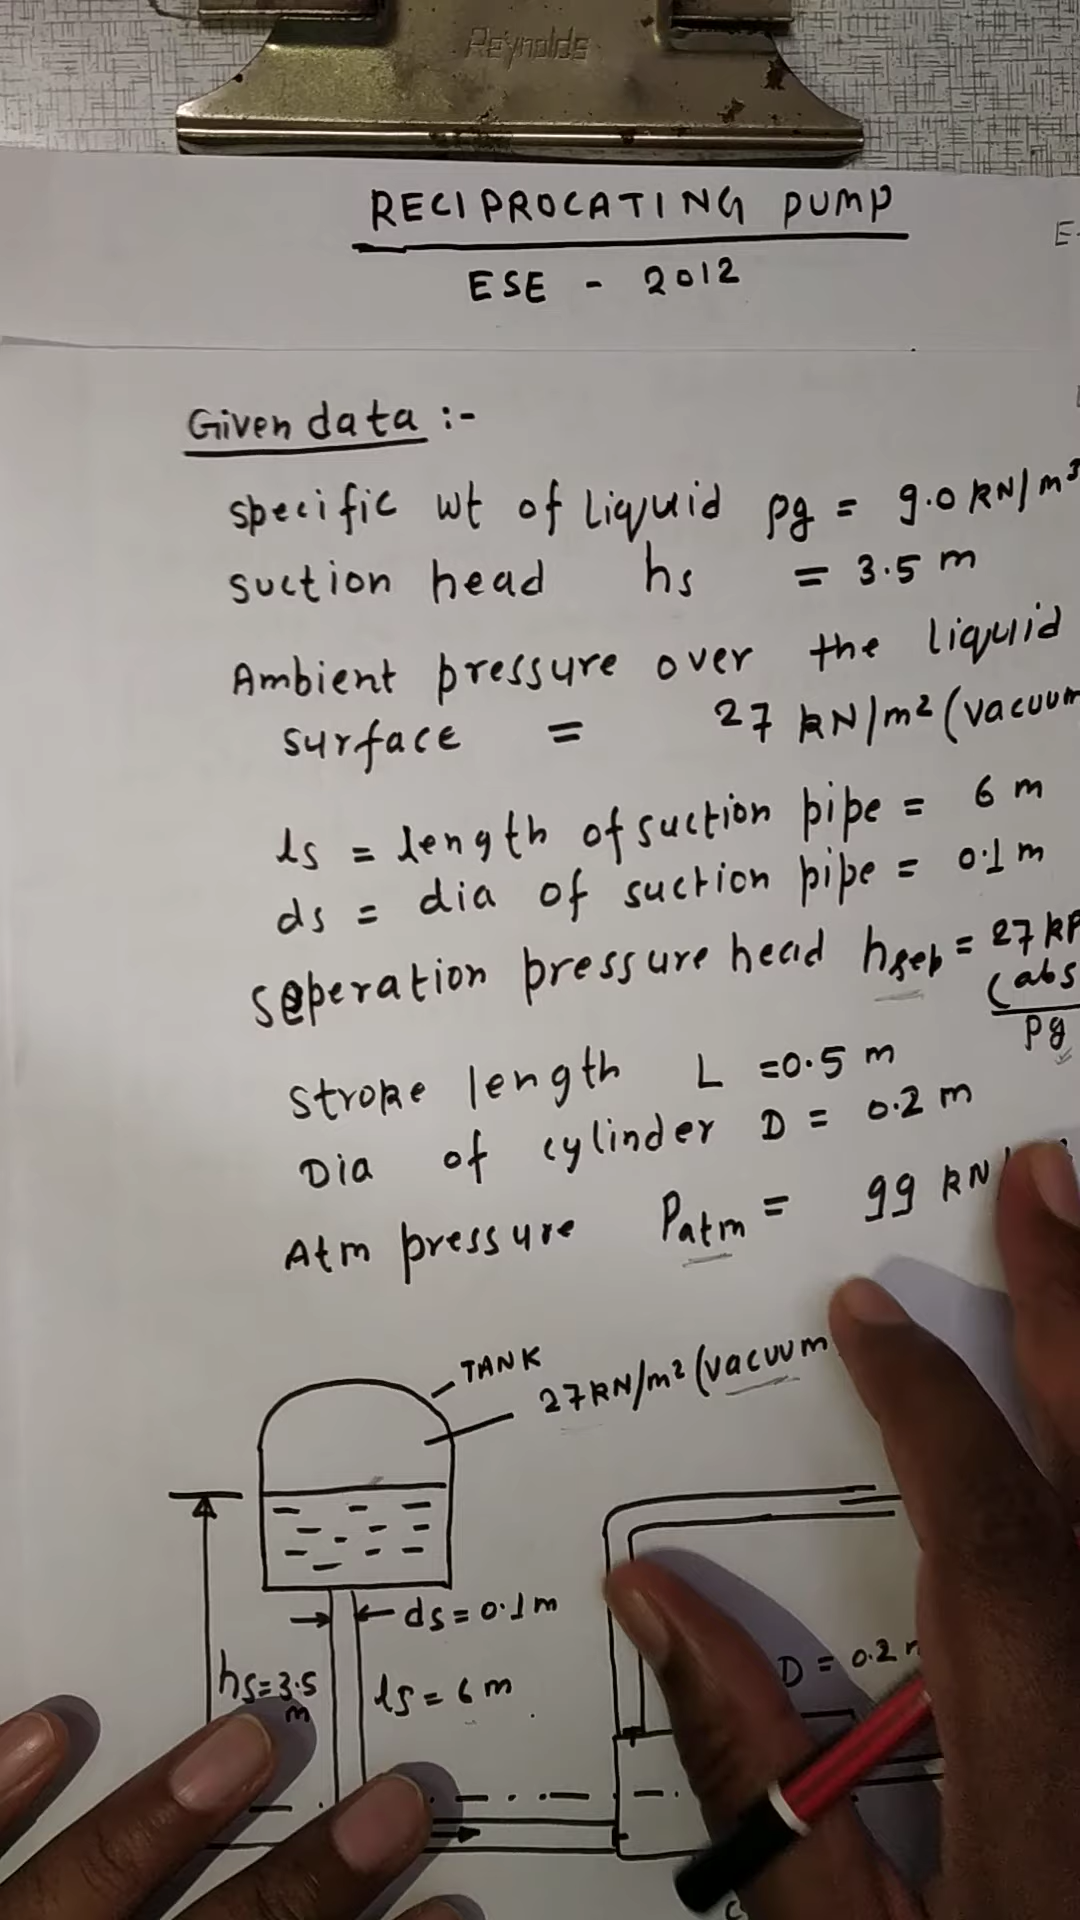 Reynolds
RECIPROCATING PUMP
E-
ESE - 2012
Given data :-
specific wt of liquid ρg = 9.0 kN/m³
suction head hs = 3.5 m
Ambient pressure over the liquid
surface = 27 kN/m² (vacuum
ls = length of suction pipe = 6 m
ds = dia of suction pipe = 0.1 m
seperation pressure head hsep = 27 kP
(abs
ρg
stroke length L = 0.5 m
Dia of cylinder D = 0.2 m
Atm pressure Patm = 99 kN/
TANK
27 kN/m² (vacuum
ds = 0.1 m
hs = 3.5
m
ls = 6 m
D = 0.2